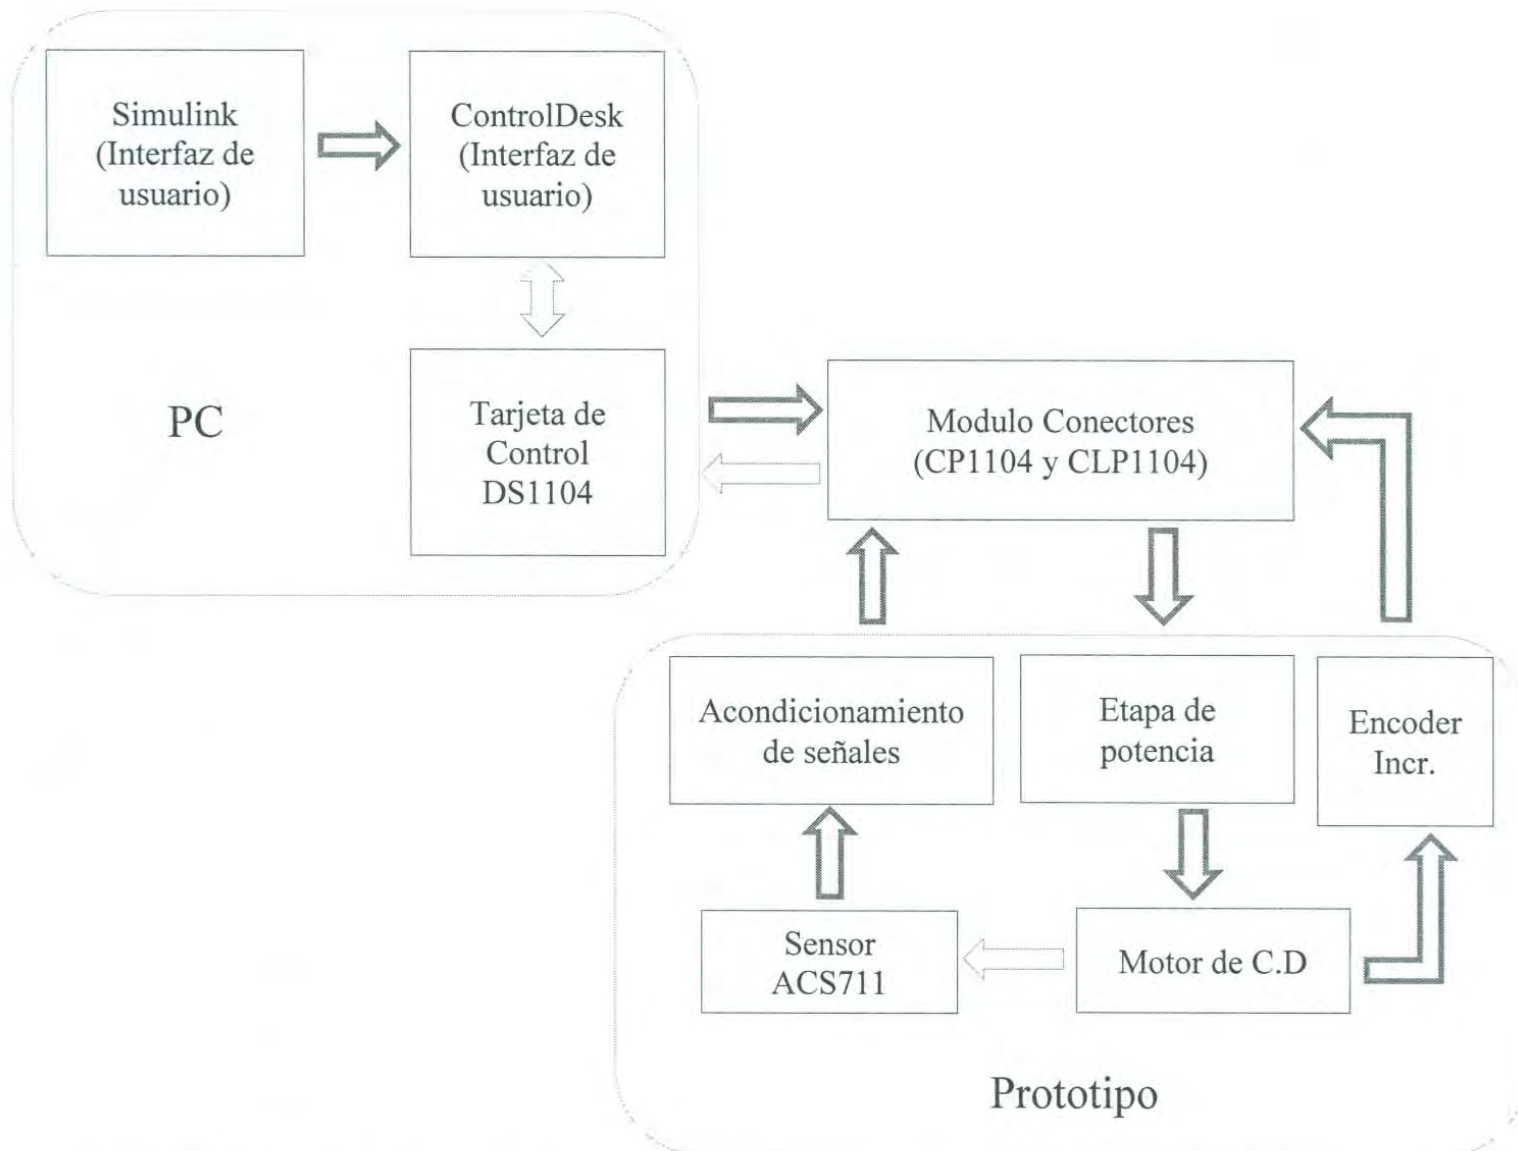 Simulink
(Interfaz de
usuario)
ControlDesk
(Interfaz de
usuario)
PC
Tarjeta de
Control
DS1104
Modulo Conectores
(CP1104 y CLP1104)
Acondicionamiento
de señales
Etapa de
potencia
Encoder
Incr.
Sensor
ACS711
Motor de C.D
Prototipo